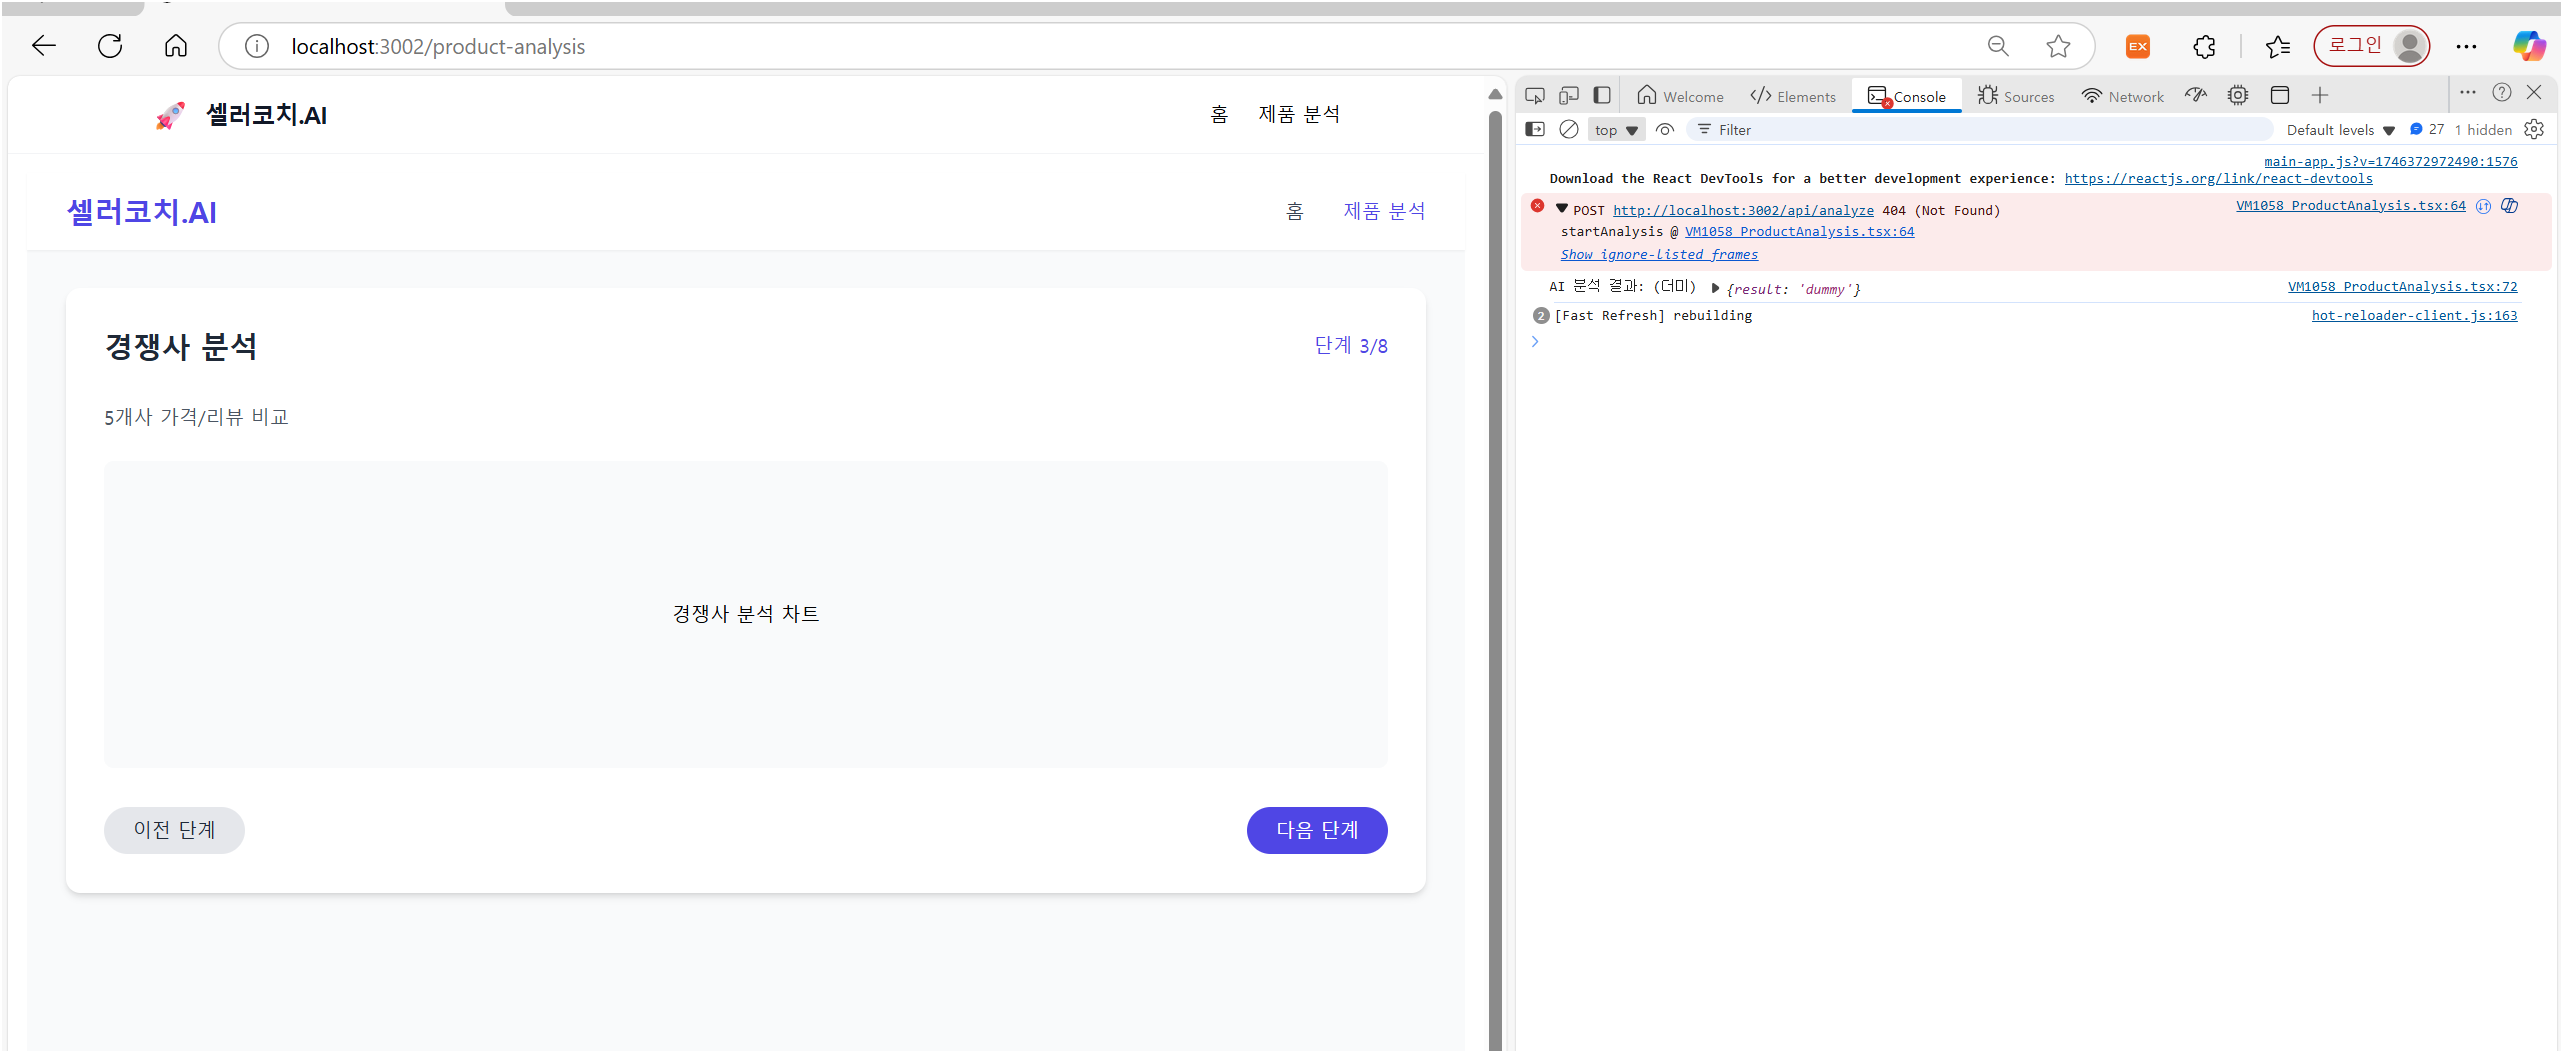 localhost:3002/product-analysis
EX
로그인
🚀 셀러코치.AI
홈 제품 분석
셀러코치.AI
홈 제품 분석
경쟁사 분석
단계 3/8
5개사 가격/리뷰 비교
경쟁사 분석 차트
이전 단계
다음 단계
Welcome Elements Console Sources Network
top Filter Default levels 27 1 hidden
main-app.js?v=1746372972490:1576
Download the React DevTools for a better development experience: https://reactjs.org/link/react-devtools
POST http://localhost:3002/api/analyze 404 (Not Found) VM1058 ProductAnalysis.tsx:64
startAnalysis @ VM1058 ProductAnalysis.tsx:64
Show ignore-listed frames
AI 분석 결과: (더미) {result: 'dummy'} VM1058 ProductAnalysis.tsx:72
2 [Fast Refresh] rebuilding hot-reloader-client.js:163